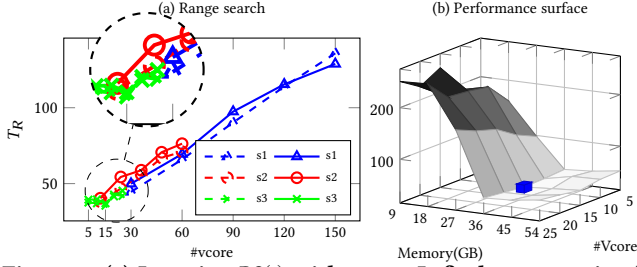 (a) Range search
(b) Performance surface
T_R
100
50
5 15 30 60 90 120 150
#vcore
s1 s1
s2 s2
s3 s3
200
100
9 18 27 36 45 54
Memory(GB)
25 20 15 10 5
#Vcore